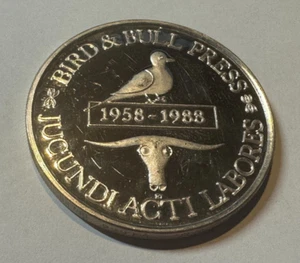 BIRD & BULL PRESS
1958-1988
JUCUNDI ACTI LABORES